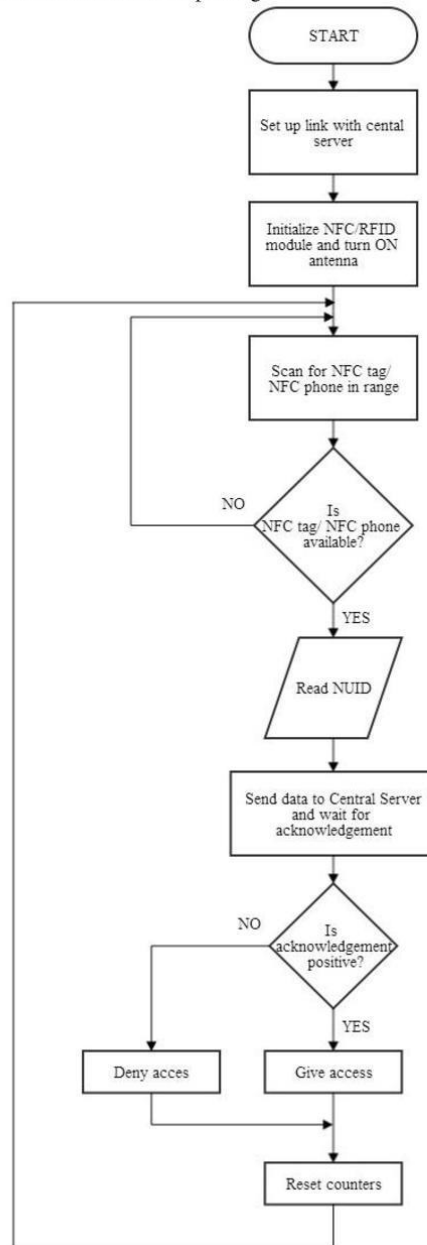 START
Set up link with cental
server
Initialize NFC/RFID
module and turn ON
antenna
Scan for NFC tag/
NFC phone in range
NO
Is
NFC tag/ NFC phone
available?
YES
Read NUID
Send data to Central Server
and wait for
acknowledgement
NO
Is
acknowledgement
positive?
YES
Deny acces
Give access
Reset counters